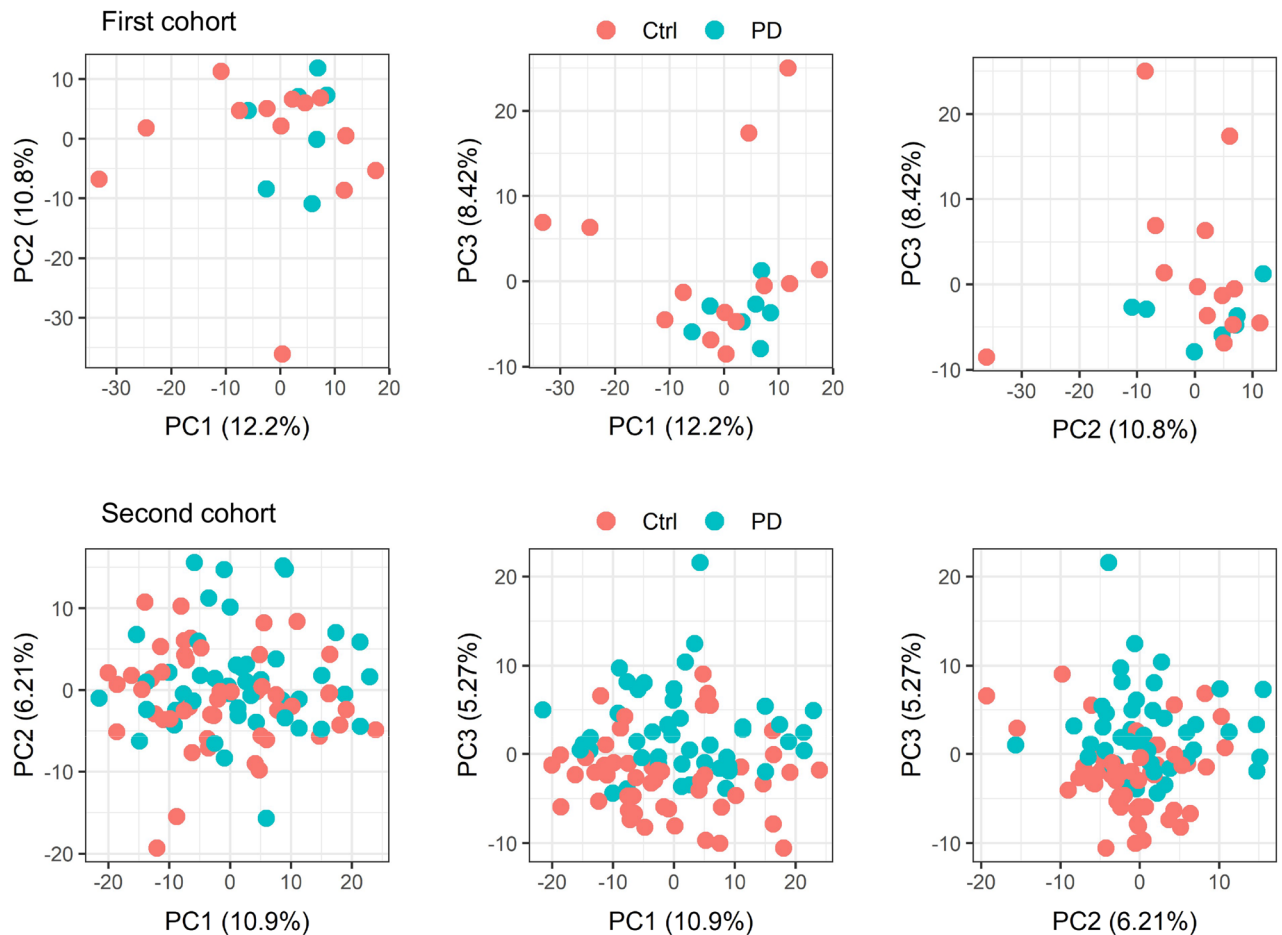 First cohort
Ctrl PD
10
0
-10
-20
-30
PC2 (10.8%)
-30 -20 -10 0 10 20
PC1 (12.2%)
20
10
0
-10
PC3 (8.42%)
-30 -20 -10 0 10 20
PC1 (12.2%)
20
10
0
-10
PC3 (8.42%)
-30 -20 -10 0 10
PC2 (10.8%)
Second cohort
Ctrl PD
10
0
-10
-20
PC2 (6.21%)
-20 -10 0 10 20
PC1 (10.9%)
20
10
0
-10
PC3 (5.27%)
-20 -10 0 10 20
PC1 (10.9%)
20
10
0
-10
PC3 (5.27%)
-20 -10 0 10
PC2 (6.21%)